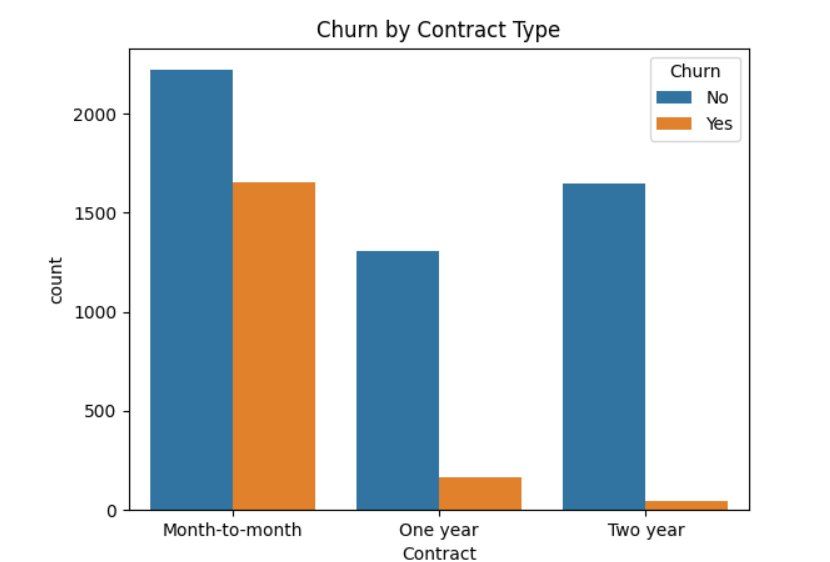 Churn by Contract Type
Churn
No
Yes
2000
1500
1000
500
0
count
Month-to-month
One year
Two year
Contract